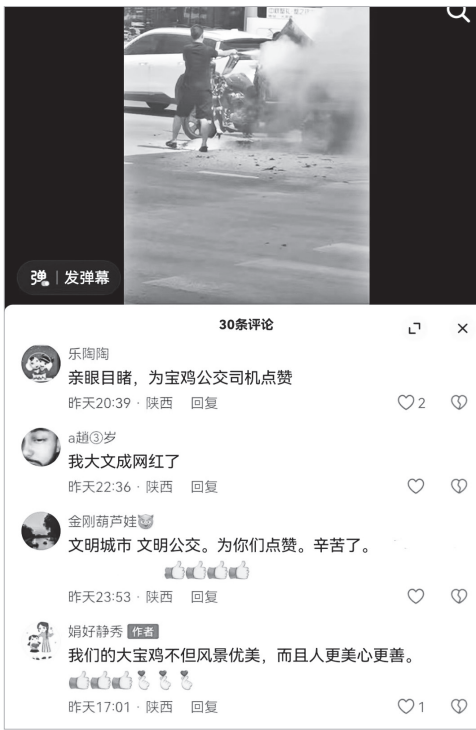 弹 发弹幕
30条评论
乐陶陶
亲眼目睹，为宝鸡公交司机点赞
昨天20:39 · 陕西 回复
2
a趙③岁
我大文成网红了
昨天22:36 · 陕西 回复
金刚葫芦娃😈
文明城市 文明公交。为你们点赞。辛苦了。
👍👍👍👍
昨天23:53 · 陕西 回复
娟好静秀 作者
我们的大宝鸡不但风景优美，而且人更美心更善。
👍👍👍🫰🫰🫰
昨天17:01 · 陕西 回复
1